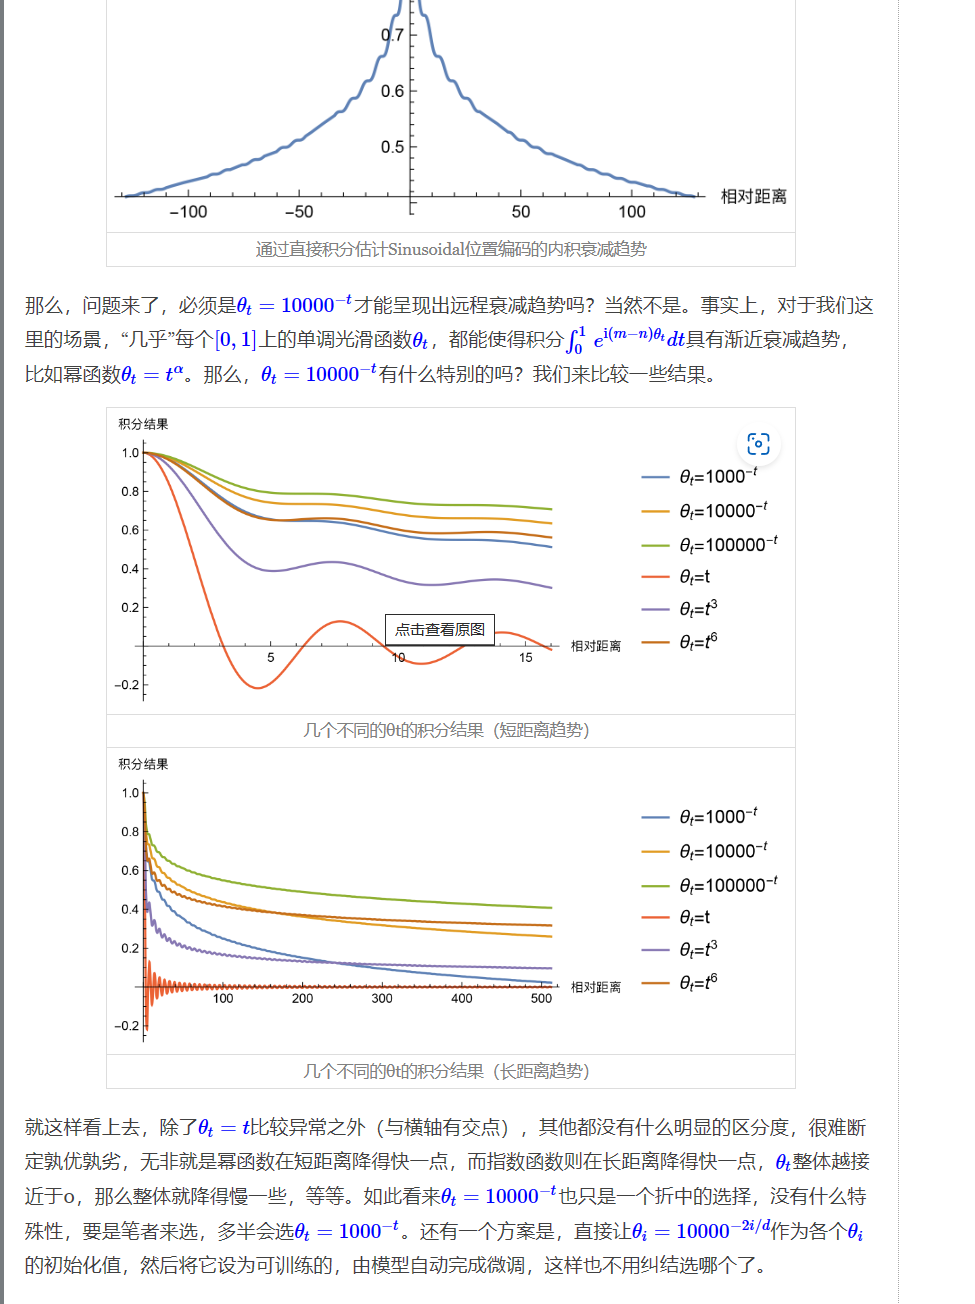 0.7
0.6
0.5
−100 −50 50 100 相对距离
通过直接积分估计Sinusoidal位置编码的内积衰减趋势
那么，问题来了，必须是θt = 10000−t才能呈现出远程衰减趋势吗？当然不是。事实上，对于我们这
里的场景，“几乎”每个[0, 1]上的单调光滑函数θt，都能使得积分∫01 ei(m−n)θtdt具有渐近衰减趋势，
比如幂函数θt = tα。那么，θt = 10000−t有什么特别的吗？我们来比较一些结果。
积分结果
1.0
0.8
0.6
0.4
0.2
−0.2
5 10 15 相对距离
点击查看原图
θt=1000−t
θt=10000−t
θt=100000−t
θt=t
θt=t3
θt=t6
几个不同的θt的积分结果（短距离趋势）
积分结果
1.0
0.8
0.6
0.4
0.2
−0.2
100 200 300 400 500 相对距离
θt=1000−t
θt=10000−t
θt=100000−t
θt=t
θt=t3
θt=t6
几个不同的θt的积分结果（长距离趋势）
就这样看上去，除了θt = t比较异常之外（与横轴有交点），其他都没有什么明显的区分度，很难断
定孰优孰劣，无非就是幂函数在短距离降得快一点，而指数函数则在长距离降得快一点，θt整体越接
近于0，那么整体就降得慢一些，等等。如此看来θt = 10000−t也只是一个折中的选择，没有什么特
殊性，要是笔者来选，多半会选θt = 1000−t。还有一个方案是，直接让θi = 10000−2i/d作为各个θi
的初始化值，然后将它设为可训练的，由模型自动完成微调，这样也不用纠结选哪个了。